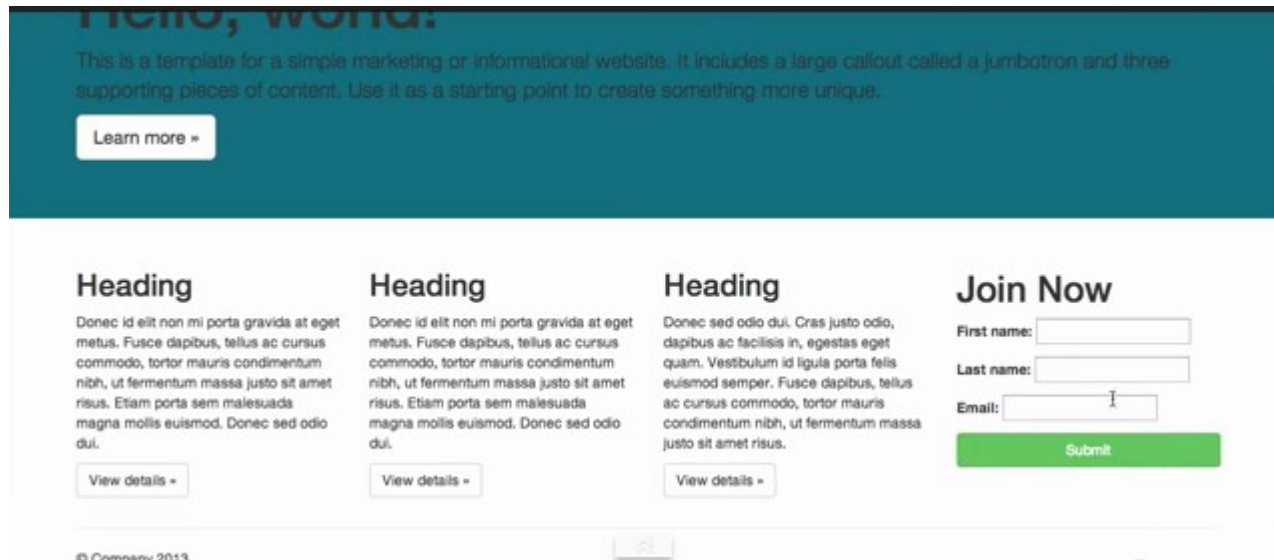 Hello, world!
This is a template for a simple marketing or informational website. It includes a large callout called a jumbotron and three
supporting pieces of content. Use it as a starting point to create something more unique.
Learn more »
Heading
Donec id elit non mi porta gravida at eget
metus. Fusce dapibus, tellus ac cursus
commodo, tortor mauris condimentum
nibh, ut fermentum massa justo sit amet
risus. Etiam porta sem malesuada
magna mollis euismod. Donec sed odio
dui.
View details »
Heading
Donec id elit non mi porta gravida at eget
metus. Fusce dapibus, tellus ac cursus
commodo, tortor mauris condimentum
nibh, ut fermentum massa justo sit amet
risus. Etiam porta sem malesuada
magna mollis euismod. Donec sed odio
dui.
View details »
Heading
Donec sed odio dui. Cras justo odio,
dapibus ac facilisis in, egestas eget
quam. Vestibulum id ligula porta felis
euismod semper. Fusce dapibus, tellus
ac cursus commodo, tortor mauris
condimentum nibh, ut fermentum massa
justo sit amet risus.
View details »
Join Now
First name:
Last name:
Email:
Submit
© Company 2013